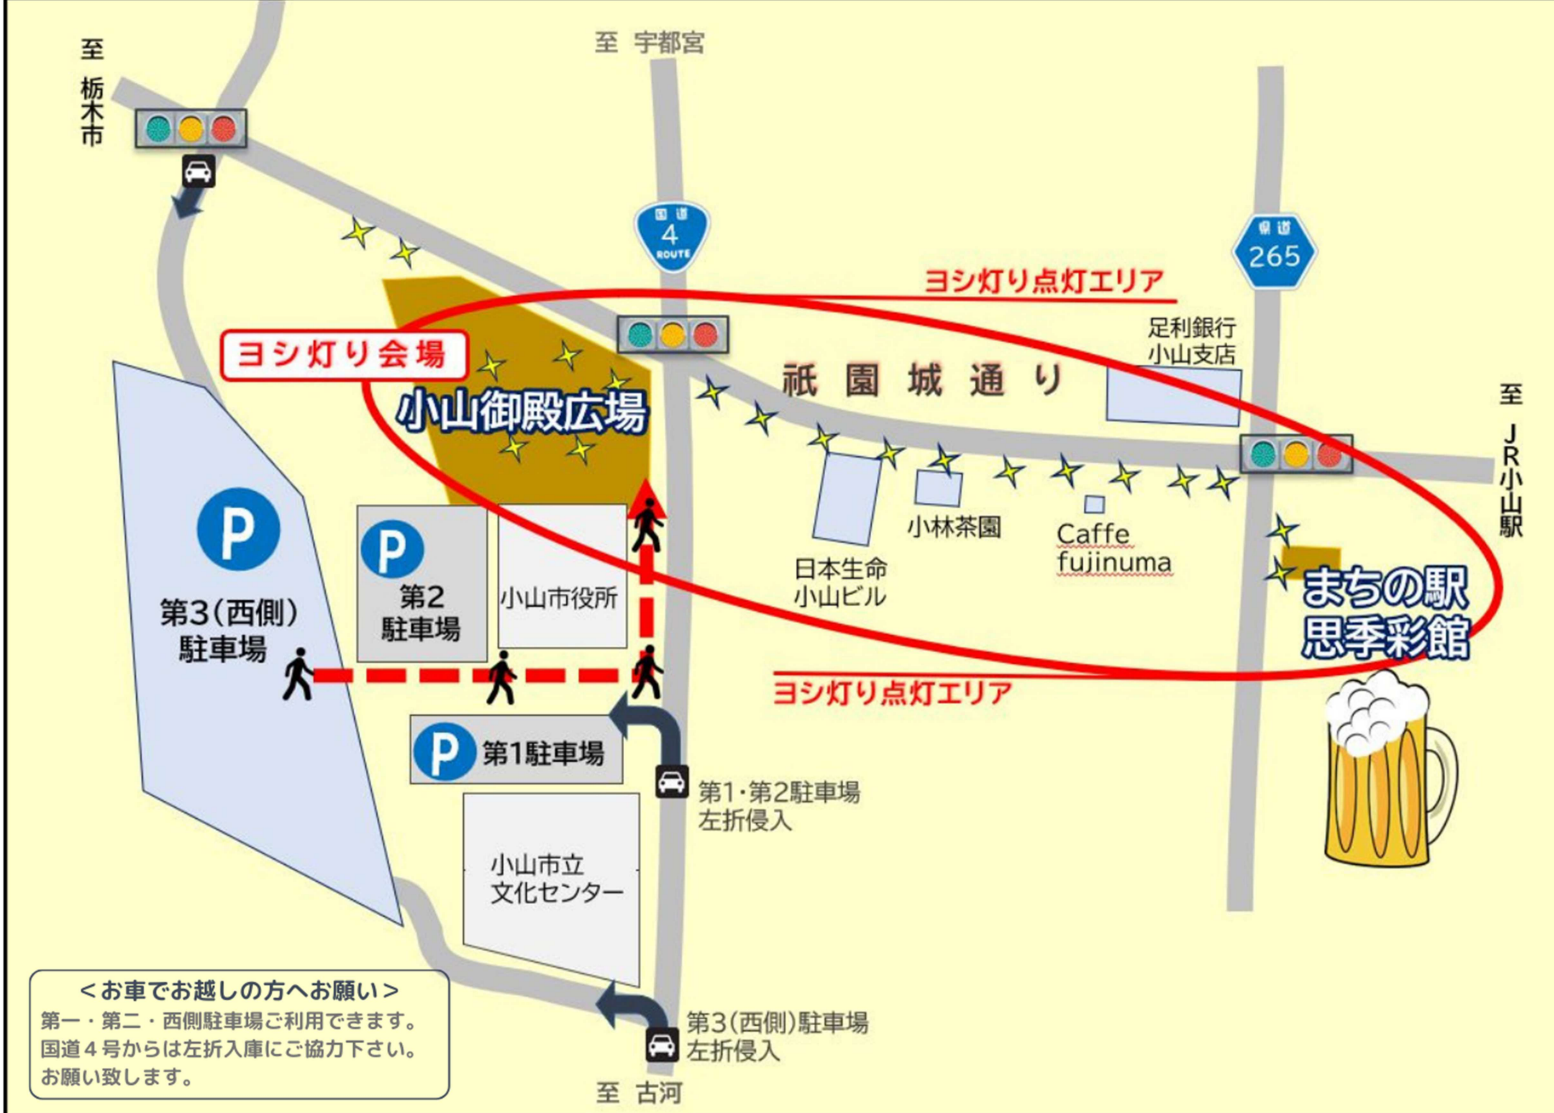 至 宇都宮
至 栃木市
国道
4
ROUTE
県道
265
ヨシ灯り点灯エリア
足利銀行
小山支店
ヨシ灯り会場
祇園城通り
小山御殿広場
至 JR小山駅
P
第3(西側)
駐車場
P
第2
駐車場
小山市役所
日本生命
小山ビル
小林茶園
Caffe
fujinuma
まちの駅
思季彩館
ヨシ灯り点灯エリア
P
第1駐車場
第1・第2駐車場
左折侵入
小山市立
文化センター
<お車でお越しの方へお願い>
第一・第二・西側駐車場ご利用できます。
国道4号からは左折入庫にご協力下さい。
お願い致します。
第3(西側)駐車場
左折侵入
至 古河